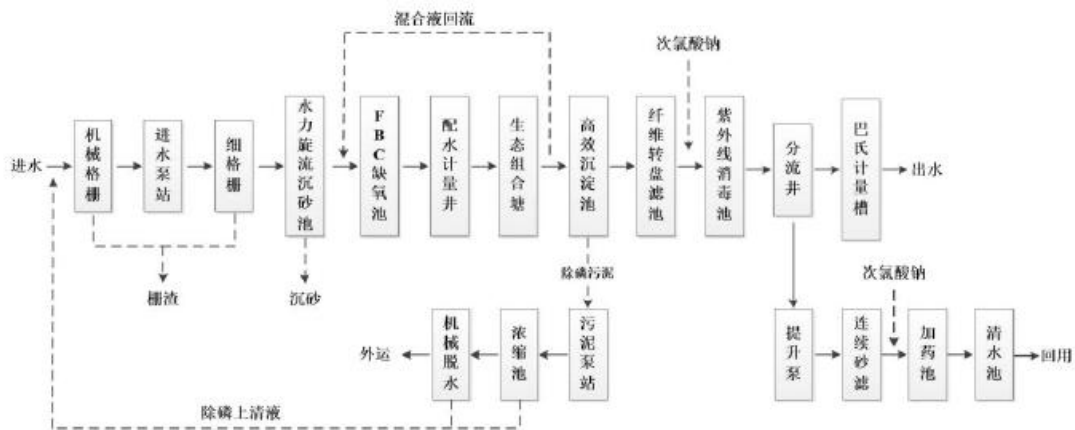 混合液回流
次氯酸钠
进水
机械格栅
进水泵站
细格栅
水力旋流沉砂池
FBC缺氧池
配水计量井
生态组合塘
高效沉淀池
纤维转盘滤池
紫外线消毒池
分流井
巴氏计量槽
出水
栅渣
沉砂
除磷污泥
次氯酸钠
外运
机械脱水
浓缩池
污泥泵站
提升泵
连续砂滤
加药池
清水池
回用
除磷上清液